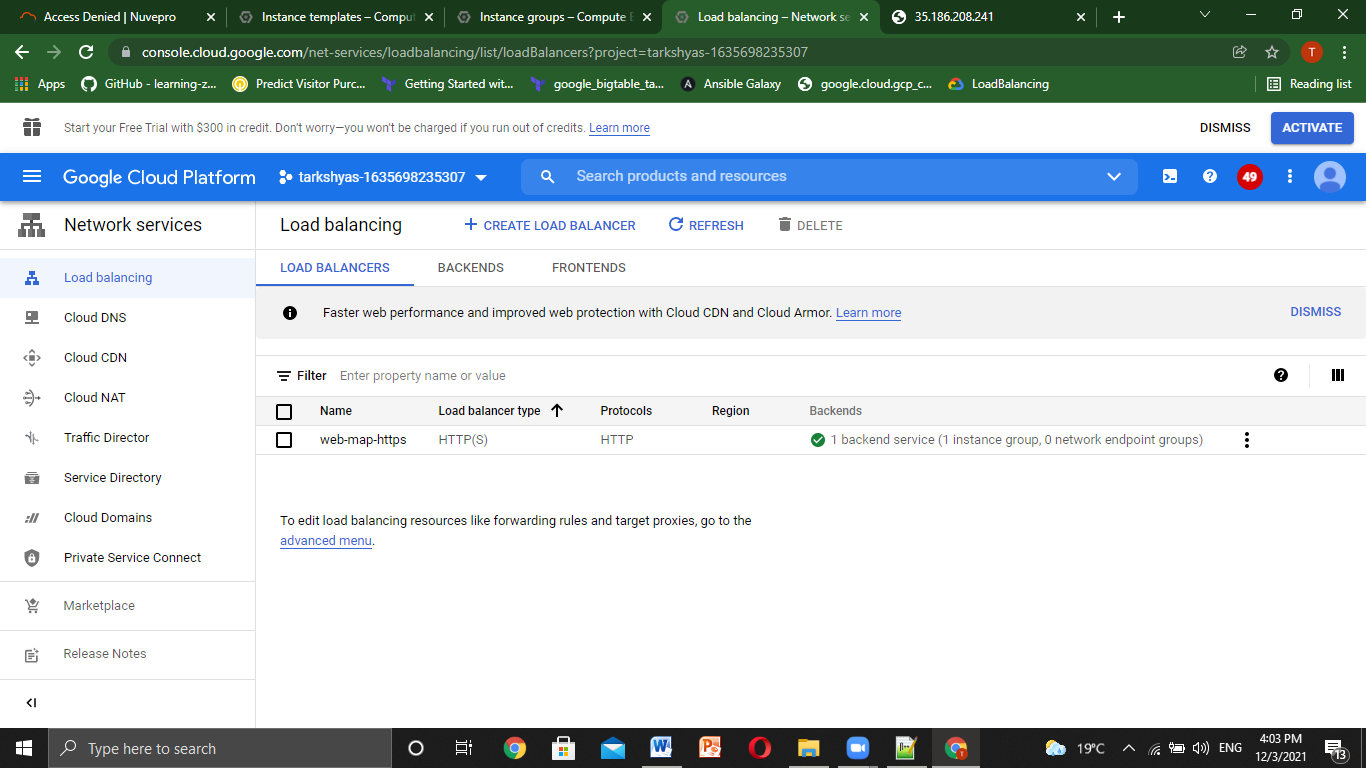 Access Denied | Nuvepro
Instance templates – Comput
Instance groups – Compute E
Load balancing – Network se
35.186.208.241
console.cloud.google.com/net-services/loadbalancing/list/loadBalancers?project=tarkshyas-1635698235307
T
Apps
GitHub - learning-z...
Predict Visitor Purc...
Getting Started wit...
google_bigtable_ta...
Ansible Galaxy
google.cloud.gcp_c...
LoadBalancing
Reading list
Start your Free Trial with $300 in credit. Don't worry—you won't be charged if you run out of credits. Learn more
DISMISS
ACTIVATE
Google Cloud Platform
tarkshyas-1635698235307
Search products and resources
49
Network services
Load balancing
CREATE LOAD BALANCER
REFRESH
DELETE
Load balancing
Cloud DNS
Cloud CDN
Cloud NAT
Traffic Director
Service Directory
Cloud Domains
Private Service Connect
Marketplace
Release Notes
LOAD BALANCERS
BACKENDS
FRONTENDS
Faster web performance and improved web protection with Cloud CDN and Cloud Armor. Learn more
DISMISS
Filter Enter property name or value
Name Load balancer type Protocols Region Backends
web-map-https HTTP(S) HTTP 1 backend service (1 instance group, 0 network endpoint groups)
To edit load balancing resources like forwarding rules and target proxies, go to the
advanced menu.
Type here to search
19°C
ENG
4:03 PM
12/3/2021
13